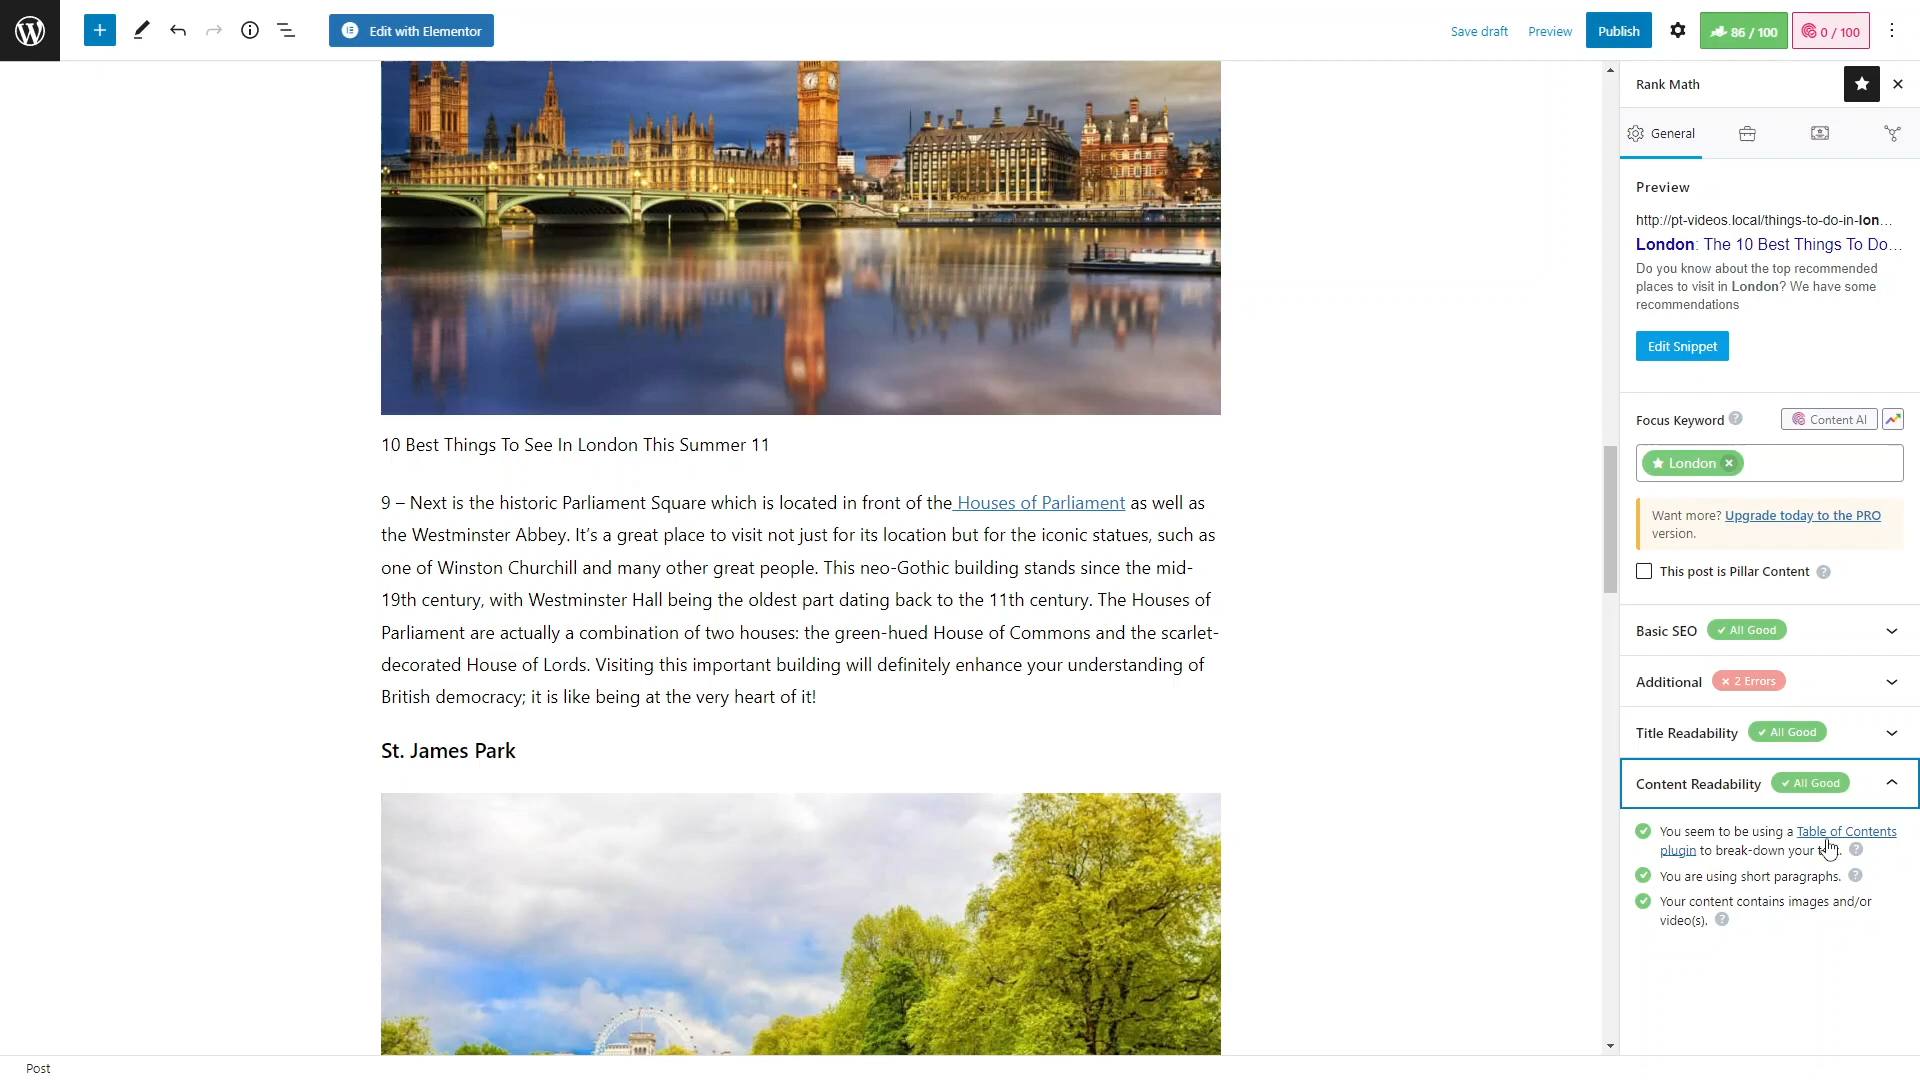 Edit with Elementor
Save draft
Preview
Publish
86 / 100
0 / 100
10 Best Things To See In London This Summer 11
9 – Next is the historic Parliament Square which is located in front of the Houses of Parliament as well as
the Westminster Abbey. It’s a great place to visit not just for its location but for the iconic statues, such as
one of Winston Churchill and many other great people. This neo-Gothic building stands since the mid-
19th century, with Westminster Hall being the oldest part dating back to the 11th century. The Houses of
Parliament are actually a combination of two houses: the green-hued House of Commons and the scarlet-
decorated House of Lords. Visiting this important building will definitely enhance your understanding of
British democracy; it is like being at the very heart of it!
St. James Park
Rank Math
General
Preview
http://pt-videos.local/things-to-do-in-lon...
London: The 10 Best Things To Do...
Do you know about the top recommended
places to visit in London? We have some
recommendations
Edit Snippet
Focus Keyword
Content AI
London
Want more? Upgrade today to the PRO
version.
This post is Pillar Content
Basic SEO
All Good
Additional
2 Errors
Title Readability
All Good
Content Readability
All Good
You seem to be using a Table of Contents
plugin to break-down your
You are using short paragraphs.
Your content contains images and/or
video(s).
Post